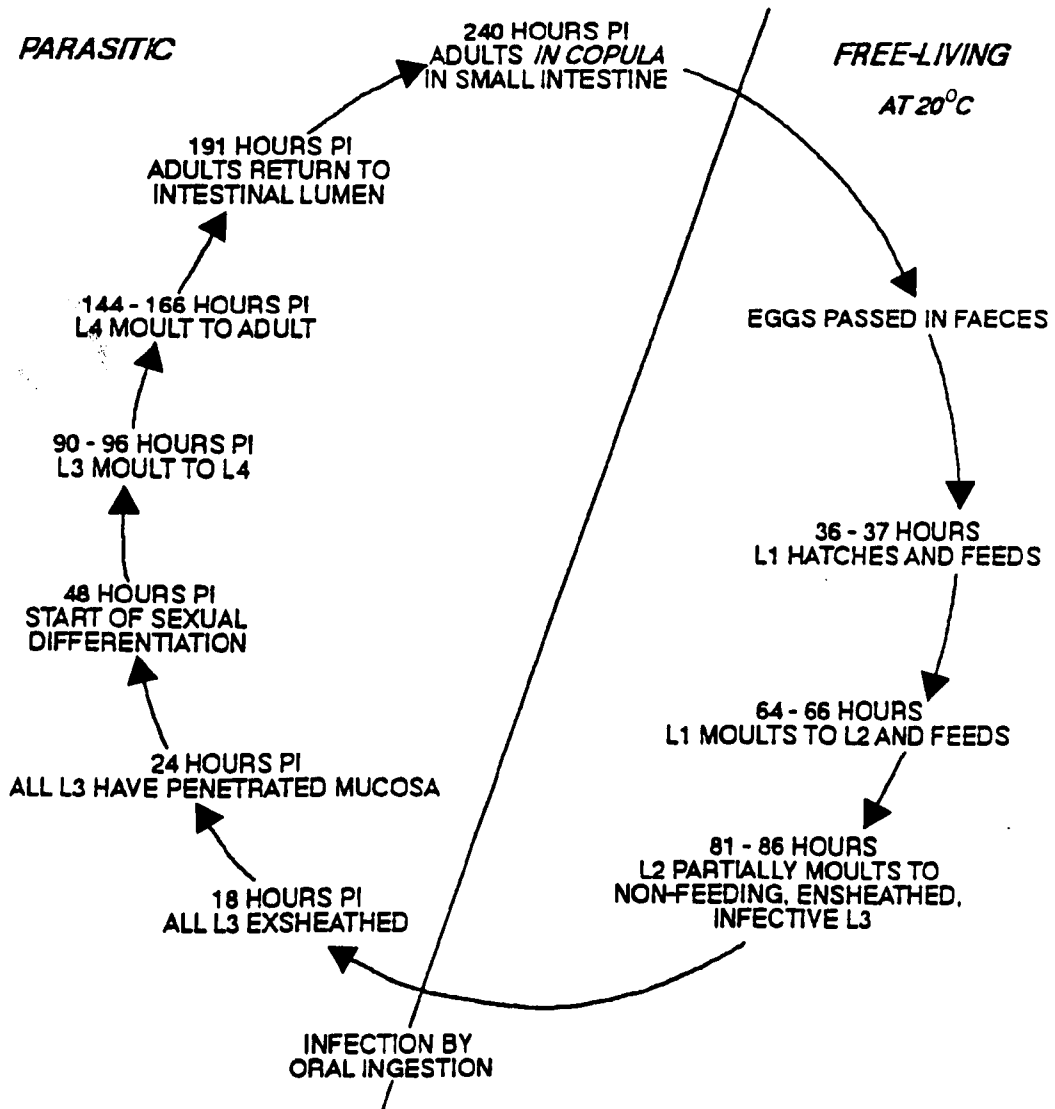 PARASITIC
240 HOURS PI
ADULTS IN COPULA
IN SMALL INTESTINE
FREE-LIVING
AT 20°C
191 HOURS PI
ADULTS RETURN TO
INTESTINAL LUMEN
144 - 166 HOURS PI
L4 MOULT TO ADULT
EGGS PASSED IN FAECES
90 - 96 HOURS PI
L3 MOULT TO L4
36 - 37 HOURS
L1 HATCHES AND FEEDS
48 HOURS PI
START OF SEXUAL
DIFFERENTIATION
64 - 66 HOURS
L1 MOULTS TO L2 AND FEEDS
24 HOURS PI
ALL L3 HAVE PENETRATED MUCOSA
81 - 86 HOURS
L2 PARTIALLY MOULTS TO
NON-FEEDING, ENSHEATHED,
INFECTIVE L3
18 HOURS PI
ALL L3 EXSHEATHED
INFECTION BY
ORAL INGESTION